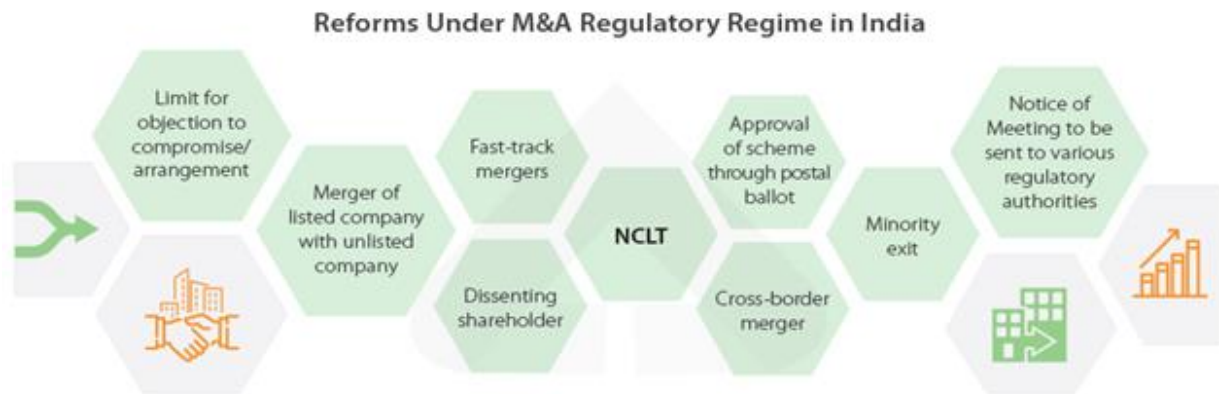 Reforms Under M&A Regulatory Regime in India
Limit for
objection to
compromise/
arrangement
Merger of
listed company
with unlisted
company
Fast-track
mergers
Dissenting
shareholder
NCLT
Approval
of scheme
through postal
ballot
Cross-border
merger
Minority
exit
Notice of
Meeting to be
sent to various
regulatory
authorities